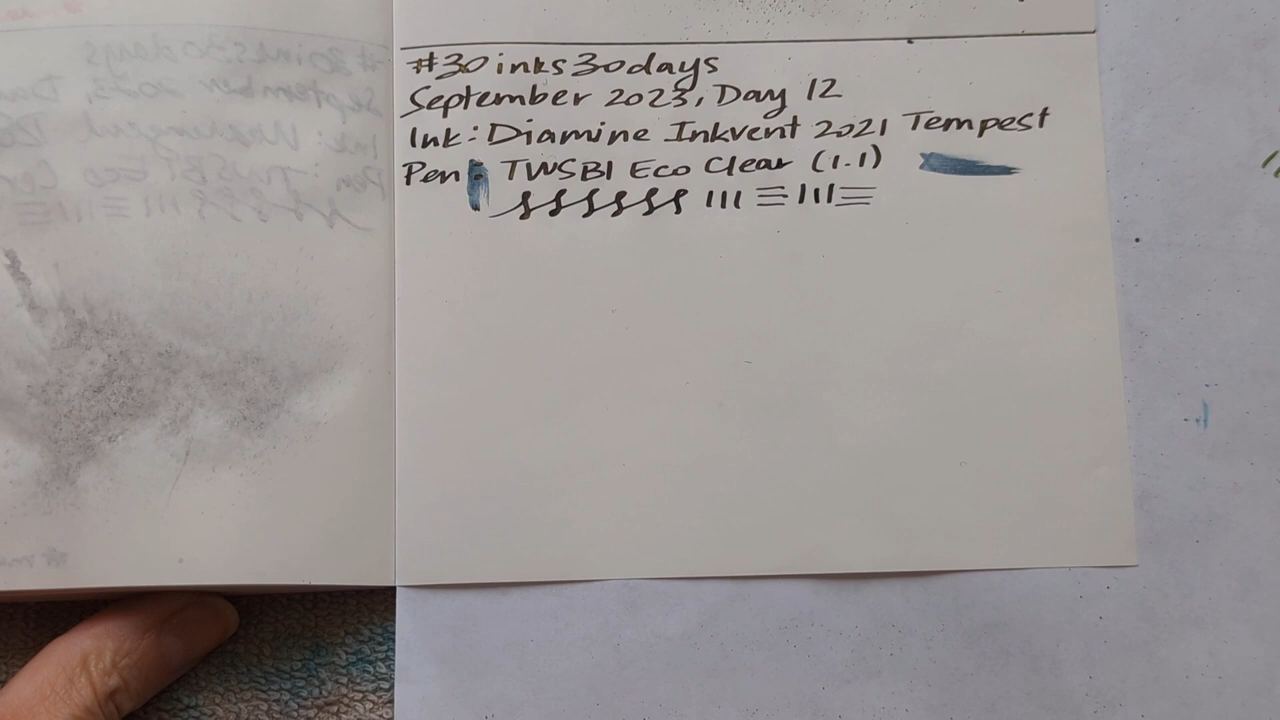 #30inks30days
September 2023, Day 12
Ink: Diamine Inkvent 2021 Tempest
Pen: TWSBI Eco Clear (1.1)